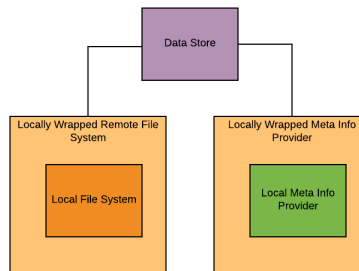 Data Store
Locally Wrapped Remote File
System
Local File System
Locally Wrapped Meta Info
Provider
Local Meta Info
Provider